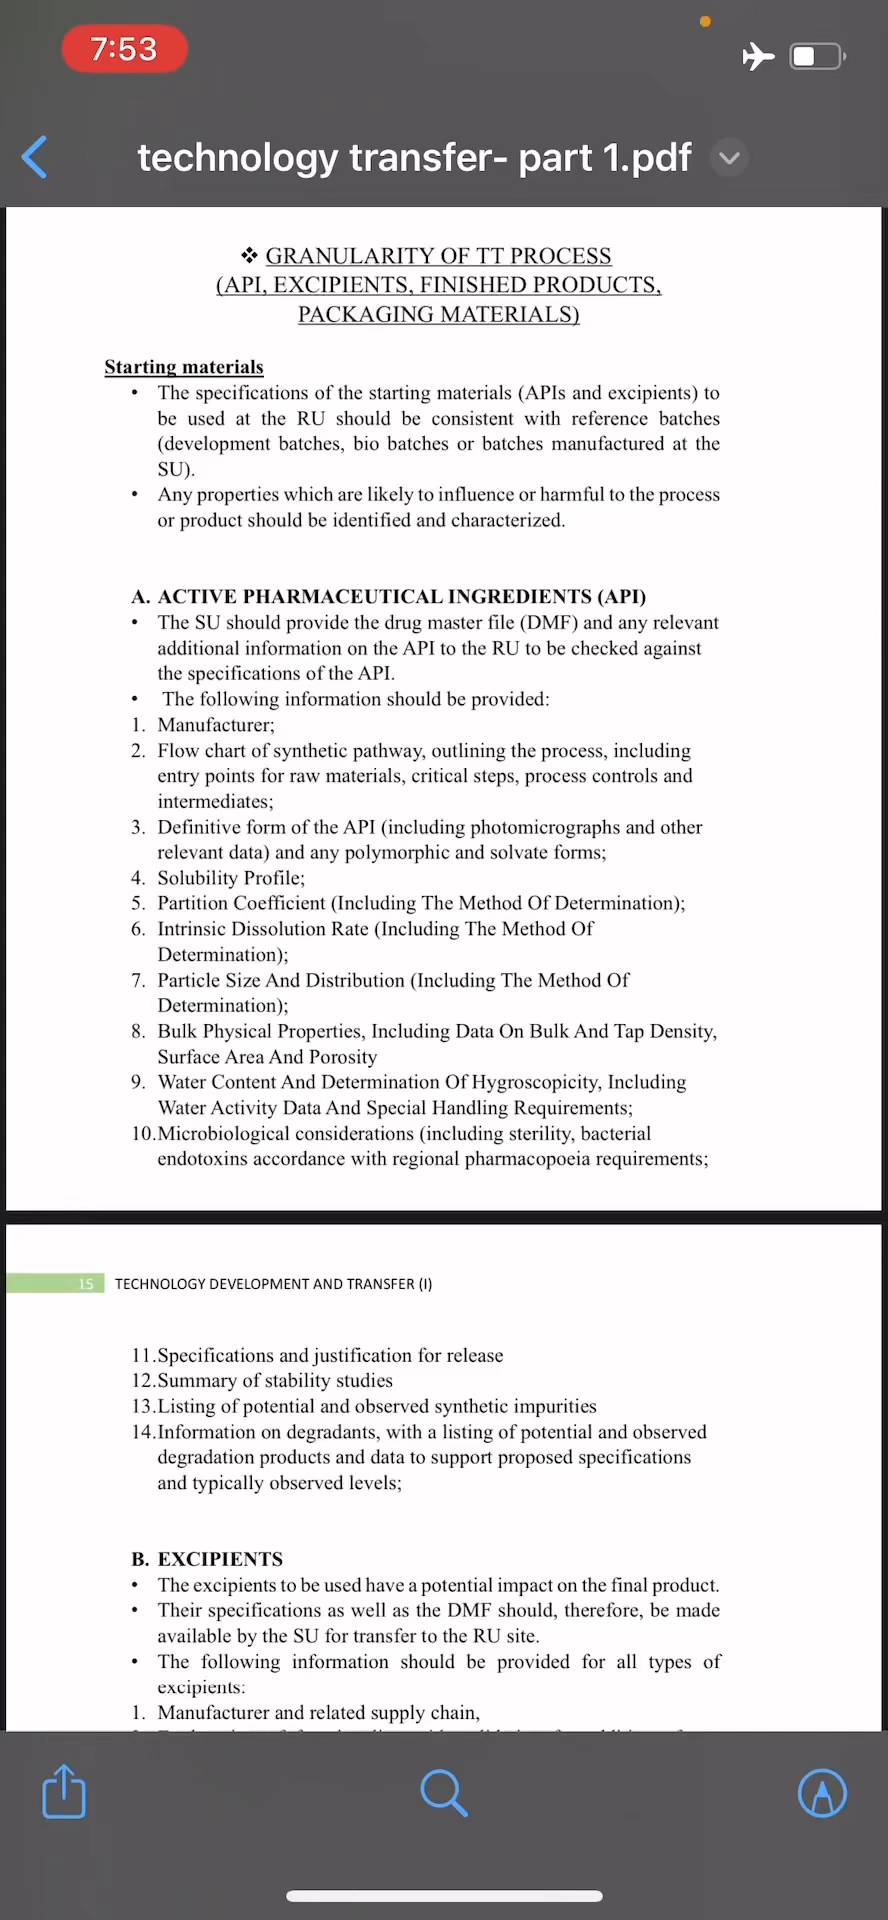 7:53
technology transfer- part 1.pdf
❖ GRANULARITY OF TT PROCESS
(API, EXCIPIENTS, FINISHED PRODUCTS,
PACKAGING MATERIALS)
Starting materials
• The specifications of the starting materials (APIs and excipients) to
be used at the RU should be consistent with reference batches
(development batches, bio batches or batches manufactured at the
SU).
• Any properties which are likely to influence or harmful to the process
or product should be identified and characterized.
A. ACTIVE PHARMACEUTICAL INGREDIENTS (API)
• The SU should provide the drug master file (DMF) and any relevant
additional information on the API to the RU to be checked against
the specifications of the API.
• The following information should be provided:
1. Manufacturer;
2. Flow chart of synthetic pathway, outlining the process, including
entry points for raw materials, critical steps, process controls and
intermediates;
3. Definitive form of the API (including photomicrographs and other
relevant data) and any polymorphic and solvate forms;
4. Solubility Profile;
5. Partition Coefficient (Including The Method Of Determination);
6. Intrinsic Dissolution Rate (Including The Method Of
Determination);
7. Particle Size And Distribution (Including The Method Of
Determination);
8. Bulk Physical Properties, Including Data On Bulk And Tap Density,
Surface Area And Porosity
9. Water Content And Determination Of Hygroscopicity, Including
Water Activity Data And Special Handling Requirements;
10.Microbiological considerations (including sterility, bacterial
endotoxins accordance with regional pharmacopoeia requirements;
15 TECHNOLOGY DEVELOPMENT AND TRANSFER (I)
11.Specifications and justification for release
12.Summary of stability studies
13.Listing of potential and observed synthetic impurities
14.Information on degradants, with a listing of potential and observed
degradation products and data to support proposed specifications
and typically observed levels;
B. EXCIPIENTS
• The excipients to be used have a potential impact on the final product.
• Their specifications as well as the DMF should, therefore, be made
available by the SU for transfer to the RU site.
• The following information should be provided for all types of
excipients:
1. Manufacturer and related supply chain,